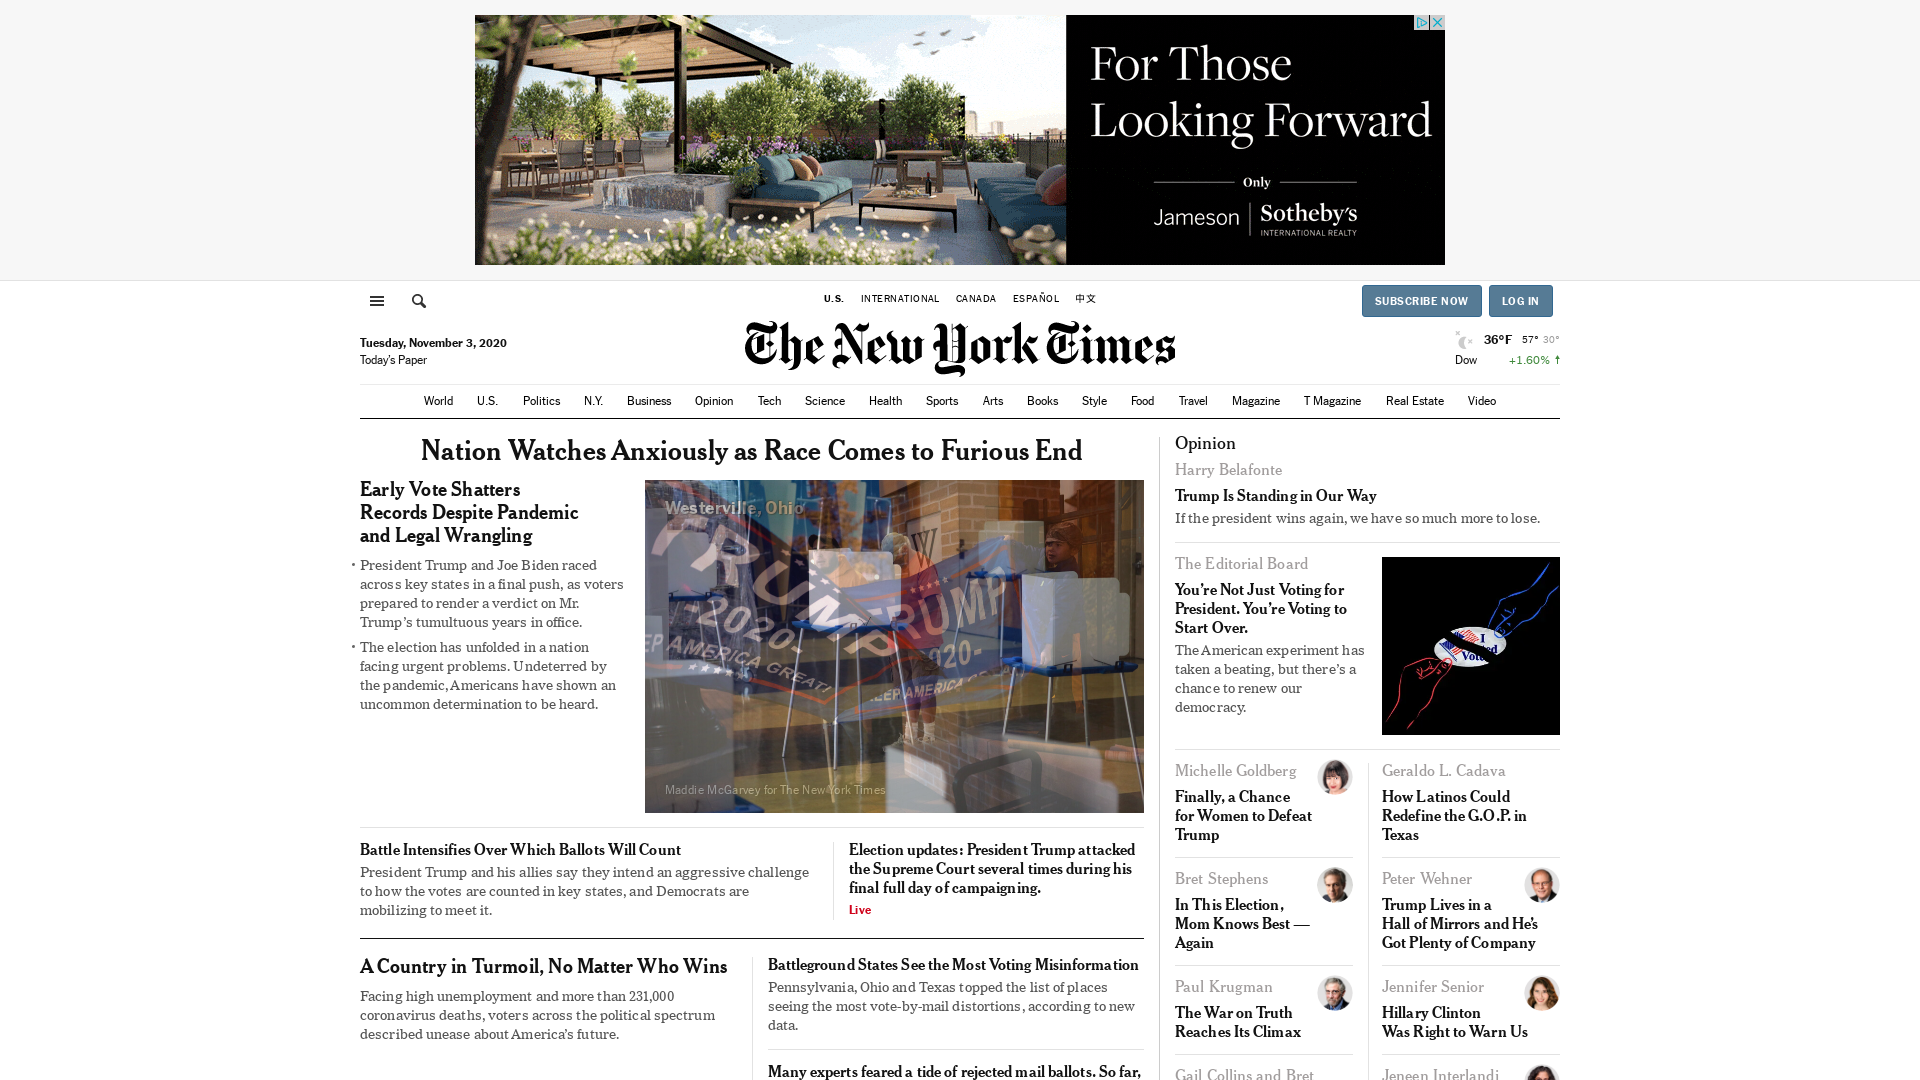 For Those
Looking Forward
Only
Jameson | Sotheby's
INTERNATIONAL REALTY
U.S. INTERNATIONAL CANADA ESPAÑOL 中文
SUBSCRIBE NOW LOG IN
The New York Times
Tuesday, November 3, 2020
Today's Paper
36°F 57° 30°
Dow +1.60% ↑
World U.S. Politics N.Y. Business Opinion Tech Science Health Sports Arts Books Style Food Travel Magazine T Magazine Real Estate Video
Nation Watches Anxiously as Race Comes to Furious End
Early Vote Shatters
Records Despite Pandemic
and Legal Wrangling
• President Trump and Joe Biden raced
across key states in a final push, as voters
prepared to render a verdict on Mr.
Trump's tumultuous years in office.
• The election has unfolded in a nation
facing urgent problems. Undeterred by
the pandemic, Americans have shown an
uncommon determination to be heard.
Westerville, Ohio
TRUMP
2020
KEEP AMERICA GREAT!
TRUMP
2020
KEEP AMERICA
Maddie McGarvey for The New York Times
Battle Intensifies Over Which Ballots Will Count
President Trump and his allies say they intend an aggressive challenge
to how the votes are counted in key states, and Democrats are
mobilizing to meet it.
Election updates: President Trump attacked
the Supreme Court several times during his
final full day of campaigning.
Live
A Country in Turmoil, No Matter Who Wins
Facing high unemployment and more than 231,000
coronavirus deaths, voters across the political spectrum
described unease about America's future.
Battleground States See the Most Voting Misinformation
Pennsylvania, Ohio and Texas topped the list of places
seeing the most vote-by-mail distortions, according to new
data.
Many experts feared a tide of rejected mail ballots. So far,
Opinion
Harry Belafonte
Trump Is Standing in Our Way
If the president wins again, we have so much more to lose.
The Editorial Board
You're Not Just Voting for
President. You're Voting to
Start Over.
The American experiment has
taken a beating, but there's a
chance to renew our
democracy.
I
Voted
Michelle Goldberg
Finally, a Chance
for Women to Defeat
Trump
Geraldo L. Cadava
How Latinos Could
Redefine the G.O.P. in
Texas
Bret Stephens
In This Election,
Mom Knows Best —
Again
Peter Wehner
Trump Lives in a
Hall of Mirrors and He's
Got Plenty of Company
Paul Krugman
The War on Truth
Reaches Its Climax
Jennifer Senior
Hillary Clinton
Was Right to Warn Us
Gail Collins and Bret
Jeneen Interlandi